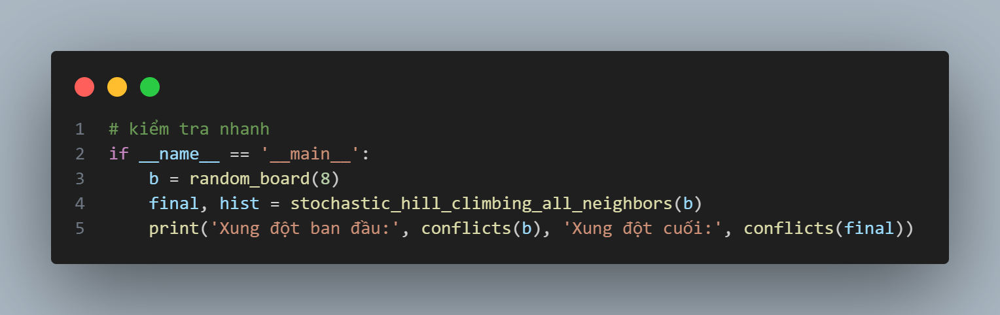 1 # kiểm tra nhanh
2 if __name__ == '__main__':
3     b = random_board(8)
4     final, hist = stochastic_hill_climbing_all_neighbors(b)
5     print('Xung đột ban đầu:', conflicts(b), 'Xung đột cuối:', conflicts(final))